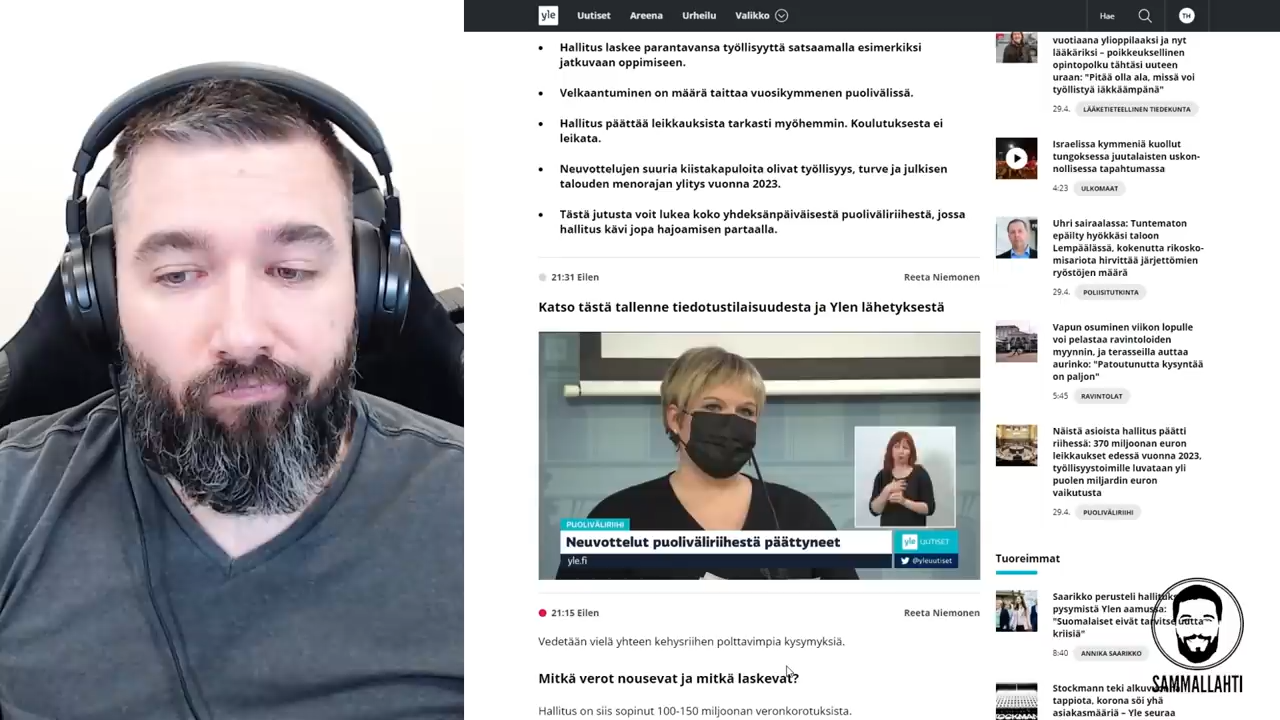 yle
Uutiset
Areena
Urheilu
Valikko
Hae
TH
Hallitus laskee parantavansa työllisyyttä satsaamalla esimerkiksi
jatkuvaan oppimiseen.
Velkaantuminen on määrä taittaa vuosikymmenen puolivälissä.
Hallitus päättää leikkauksista tarkasti myöhemmin. Koulutuksesta ei
leikata.
Neuvottelujen suuria kiistakapuloita olivat työllisyys, turve ja julkisen
talouden menorajan ylitys vuonna 2023.
Tästä jutusta voit lukea koko yhdeksänpäiväisestä puoliväliriihestä, jossa
hallitus kävi jopa hajoamisen partaalla.
21:31 Eilen
Reeta Niemonen
Katso tästä tallenne tiedotustilaisuudesta ja Ylen lähetyksestä
PUOLIVÄLIRIIHI
Neuvottelut puoliväliriihestä päättyneet
yle UUTISET
yle.fi
@yleuutiset
21:15 Eilen
Reeta Niemonen
Vedetään vielä yhteen kehysriihen polttavimpia kysymyksiä.
Mitkä verot nousevat ja mitkä laskevat?
Hallitus on siis sopinut 100-150 miljoonan veronkorotuksista.
vuotiaana ylioppilaaksi ja nyt
lääkäriksi – poikkeuksellinen
opintopolku tähtäsi uuteen
uraan: "Pitää olla ala, missä voi
työllistyä iäkkäämpänä"
29.4.
LÄÄKETIETEELLINEN TIEDEKUNTA
Israelissa kymmeniä kuollut
tungoksessa juutalaisten uskon-
nollisessa tapahtumassa
4:23
ULKOMAAT
Uhri sairaalassa: Tuntematon
epäilty hyökkäsi taloon
Lempäälässä, kokenutta rikosko-
misariota hirvittää järjettömien
ryöstöjen määrä
29.4.
POLIISITUTKINTA
Vapun osuminen viikon lopulle
voi pelastaa ravintoloiden
myynnin, ja terasseilla auttaa
aurinko: "Patoutunutta kysyntää
on paljon"
5:45
RAVINTOLAT
Näistä asioista hallitus päätti
riihessä: 370 miljoonan euron
leikkaukset edessä vuonna 2023,
työllisyystoimille luvataan yli
puolen miljardin euron
vaikutusta
29.4.
PUOLIVÄLIRIIHI
Tuoreimmat
Saarikko perusteli
pysymistä Ylen aamussa:
"Suomalaiset eivät tarvitse uutta
kriisiä"
8:40
ANNIKA SAARIKKO
Stockmann teki
tappiota, korona söi yhä
asiakasmääriä – Yle seuraa
SAMMALLAHTI